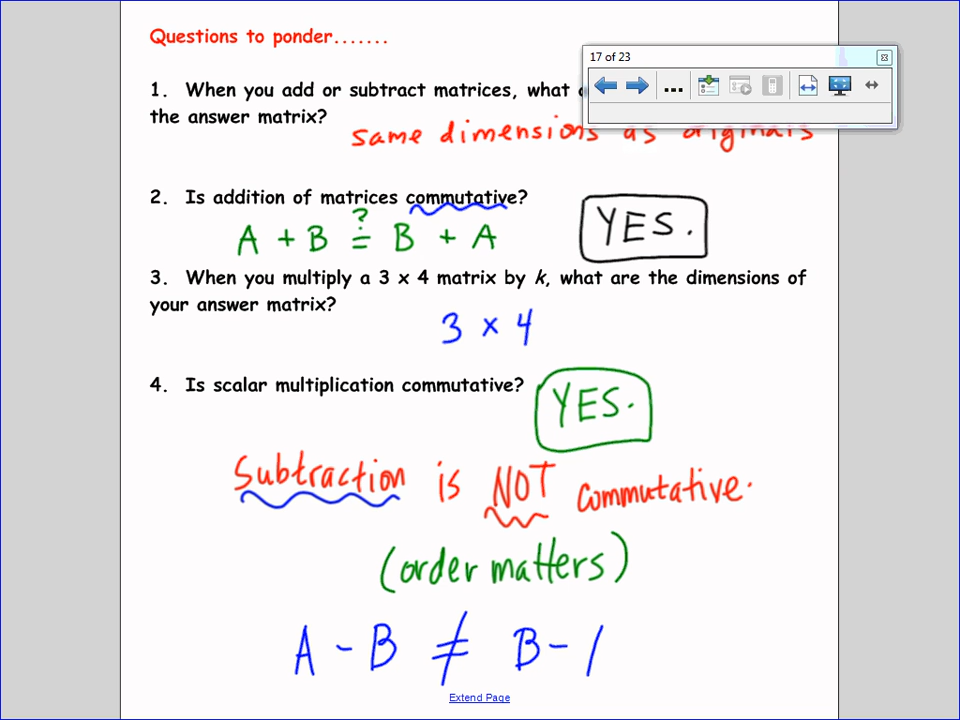 Questions to ponder.......
17 of 23
1. When you add or subtract matrices, what
the answer matrix?
same dimensions as originals
2. Is addition of matrices commutative?
A + B ≟ B + A
YES.
3. When you multiply a 3 x 4 matrix by k, what are the dimensions of
your answer matrix?
3 x 4
4. Is scalar multiplication commutative?
YES.
Subtraction is NOT commutative.
(order matters)
A - B ≠ B - /
Extend Page